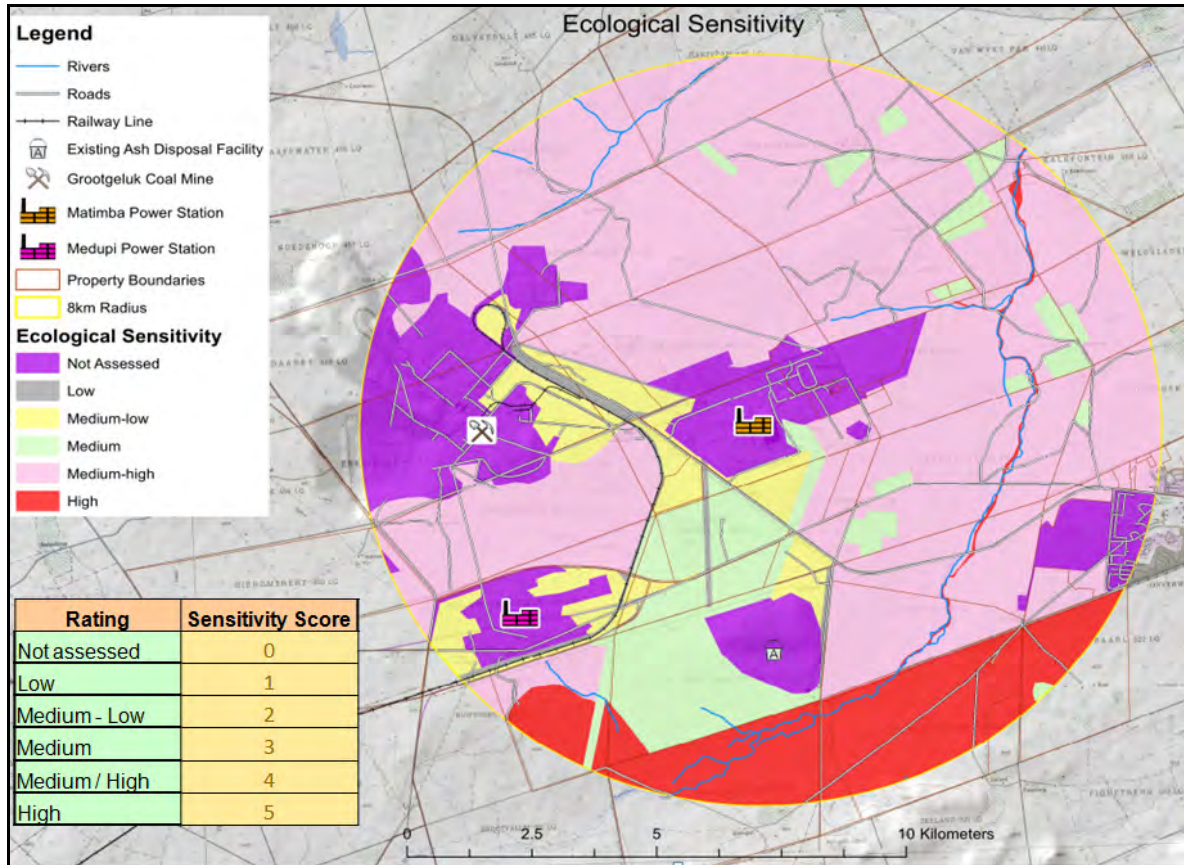 Ecological Sensitivity
Legend
Rivers
Roads
Railway Line
Existing Ash Disposal Facility
A
Grootgeluk Coal Mine
Matimba Power Station
Medupi Power Station
Property Boundaries
8km Radius
Ecological Sensitivity
Not Assessed
Low
Medium-low
Medium
Medium-high
High
A
Rating Sensitivity Score
Not assessed 0
Low 1
Medium - Low 2
Medium 3
Medium / High 4
High 5
0 2.5 5 10 Kilometers